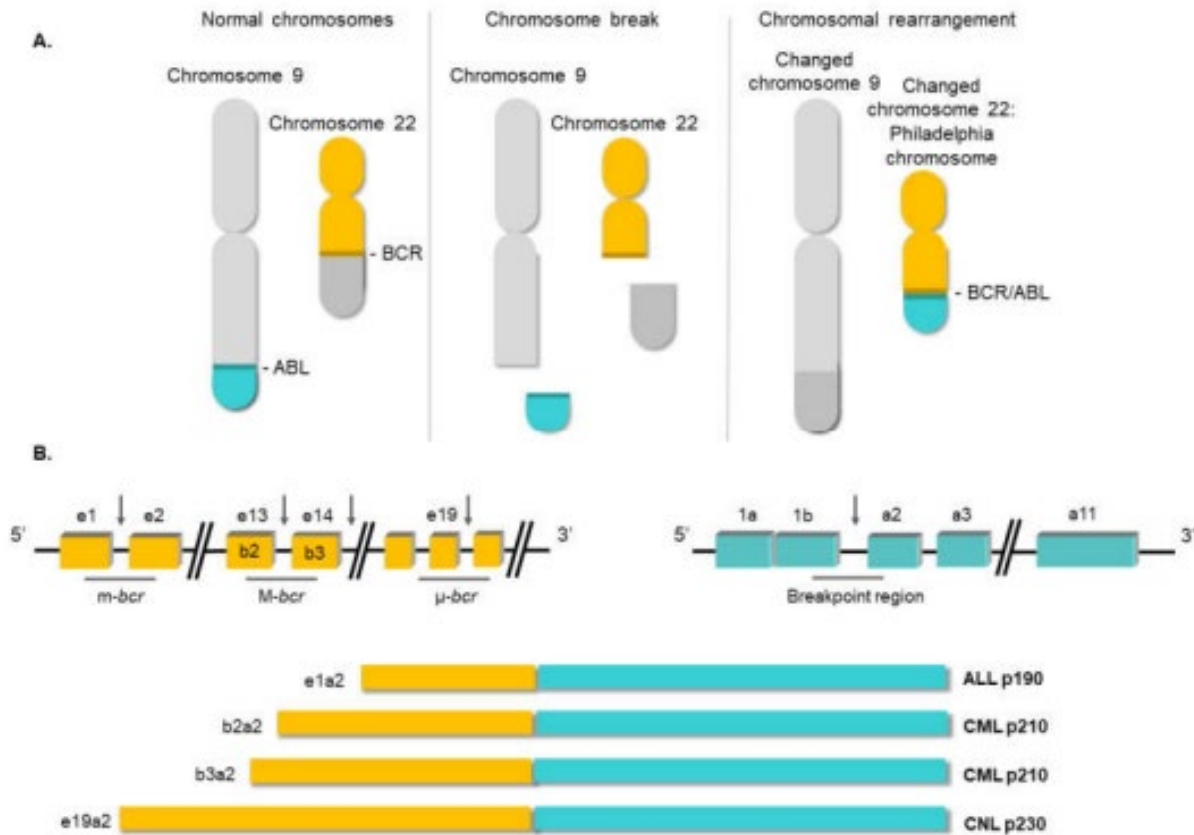 Normal chromosomes
Chromosome break
Chromosomal rearrangement
A.
Chromosome 9
Chromosome 22
- BCR
- ABL
Chromosome 9
Chromosome 22
Changed
chromosome 9
Changed
chromosome 22:
Philadelphia
chromosome
- BCR/ABL
B.
5' e1 e2 e13 e14 e19 3'
b2 b3
m-bcr M-bcr μ-bcr
5' 1a 1b a2 a3 a11 3'
Breakpoint region
e1a2 ALL p190
b2a2 CML p210
b3a2 CML p210
e19a2 CNL p230